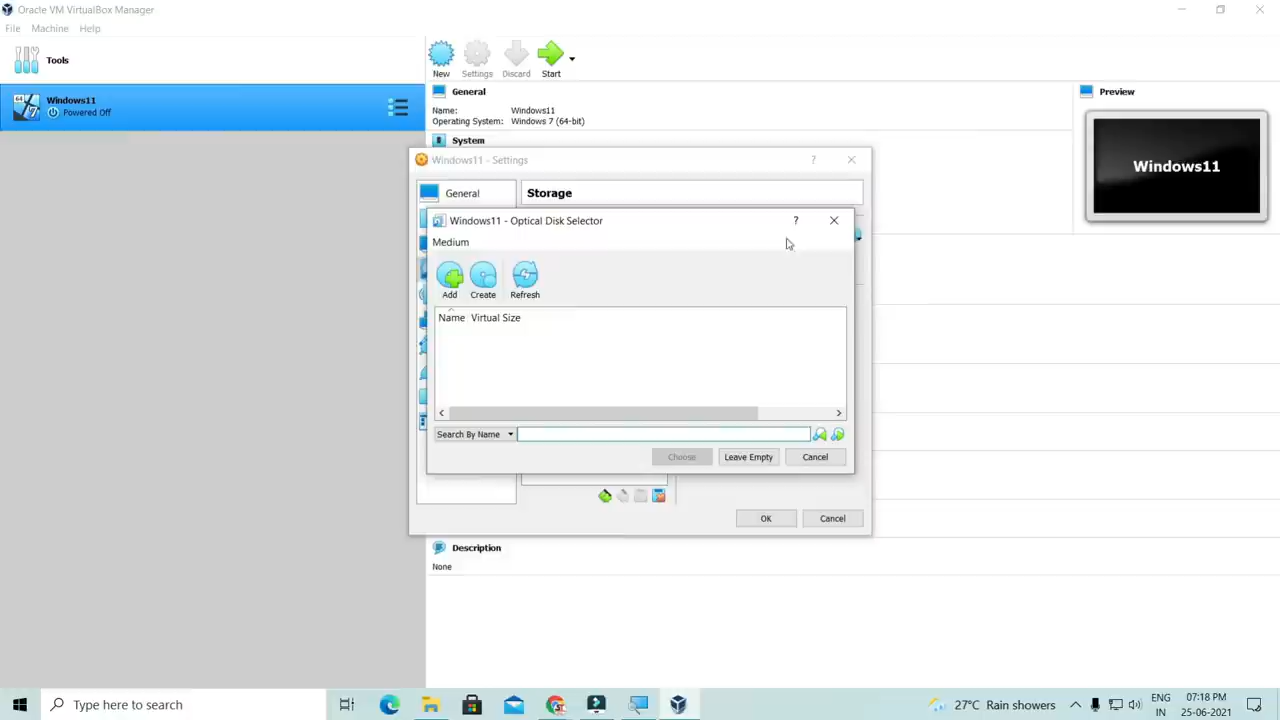 Oracle VM VirtualBox Manager
File Machine Help
Tools
New Settings Discard Start
64
Windows11
Powered Off
General
Name: Windows11
Operating System: Windows 7 (64-bit)
System
Preview
Windows11
Windows11 - Settings ?
General
Storage
Windows11 - Optical Disk Selector ?
Medium
Add Create Refresh
Name Virtual Size
Search By Name
Choose Leave Empty Cancel
OK Cancel
Description
None
Type here to search
27°C Rain showers
ENG
IN
07:18 PM
25-06-2021